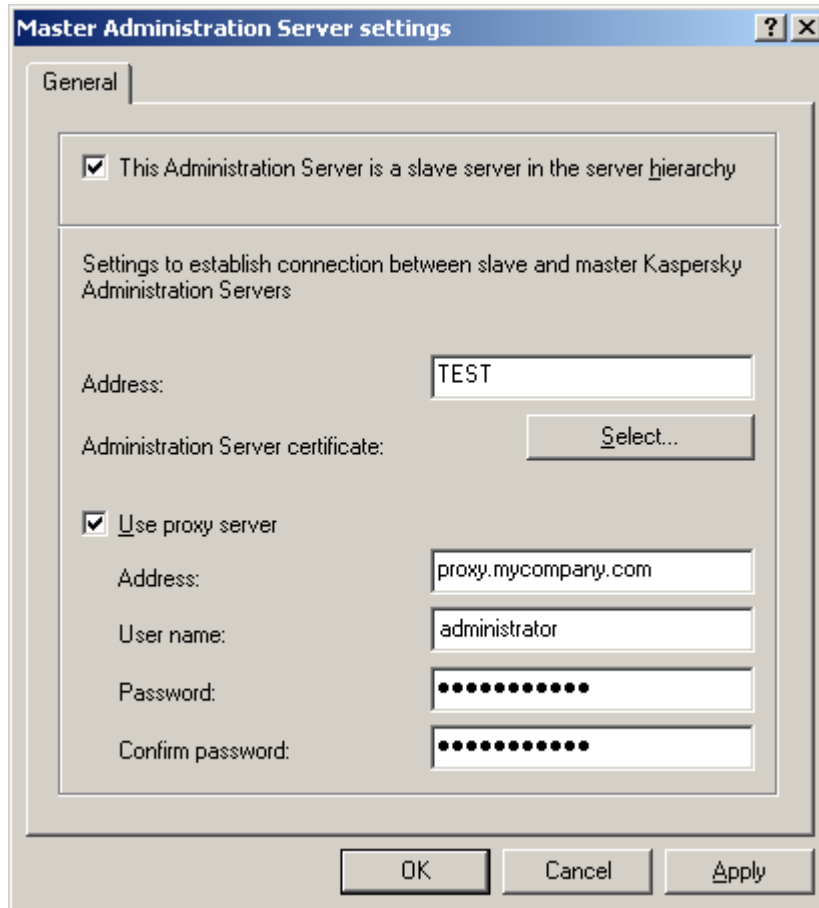 Master Administration Server settings
General
This Administration Server is a slave server in the server hierarchy
Settings to establish connection between slave and master Kaspersky
Administration Servers
Address:
TEST
Administration Server certificate:
Select...
Use proxy server
Address:
proxy.mycompany.com
User name:
administrator
Password:
●●●●●●●●●●●
Confirm password:
●●●●●●●●●●●
OK
Cancel
Apply